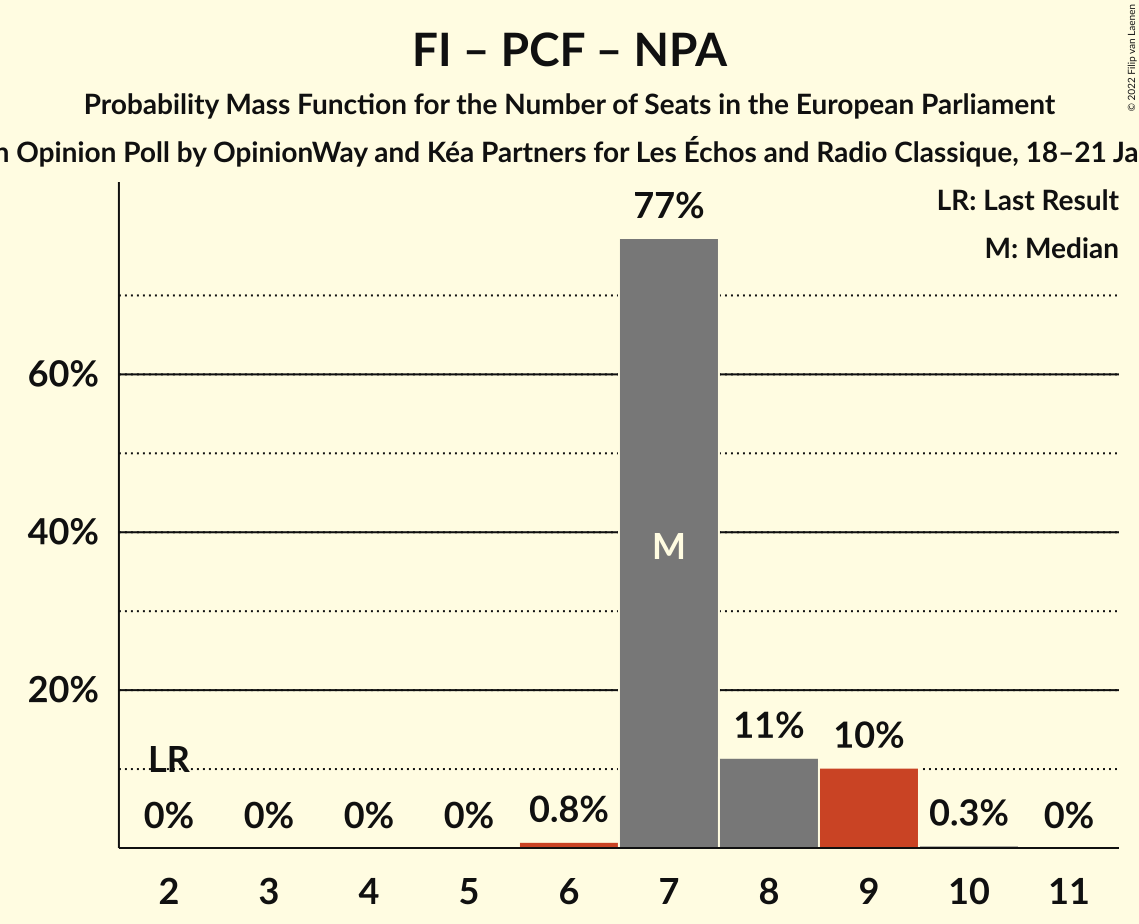 FI – PCF – NPA
Probability Mass Function for the Number of Seats in the European Parliament
Opinion Poll by OpinionWay and Kéa Partners for Les Échos and Radio Classique, 18–21
© 2022 Filip van Laenen
LR: Last Result
M: Median
77%
60%
40%
M
20%
11%
10%
LR
0% 0% 0% 0% 0.8% 0.3% 0%
2 3 4 5 6 7 8 9 10 11